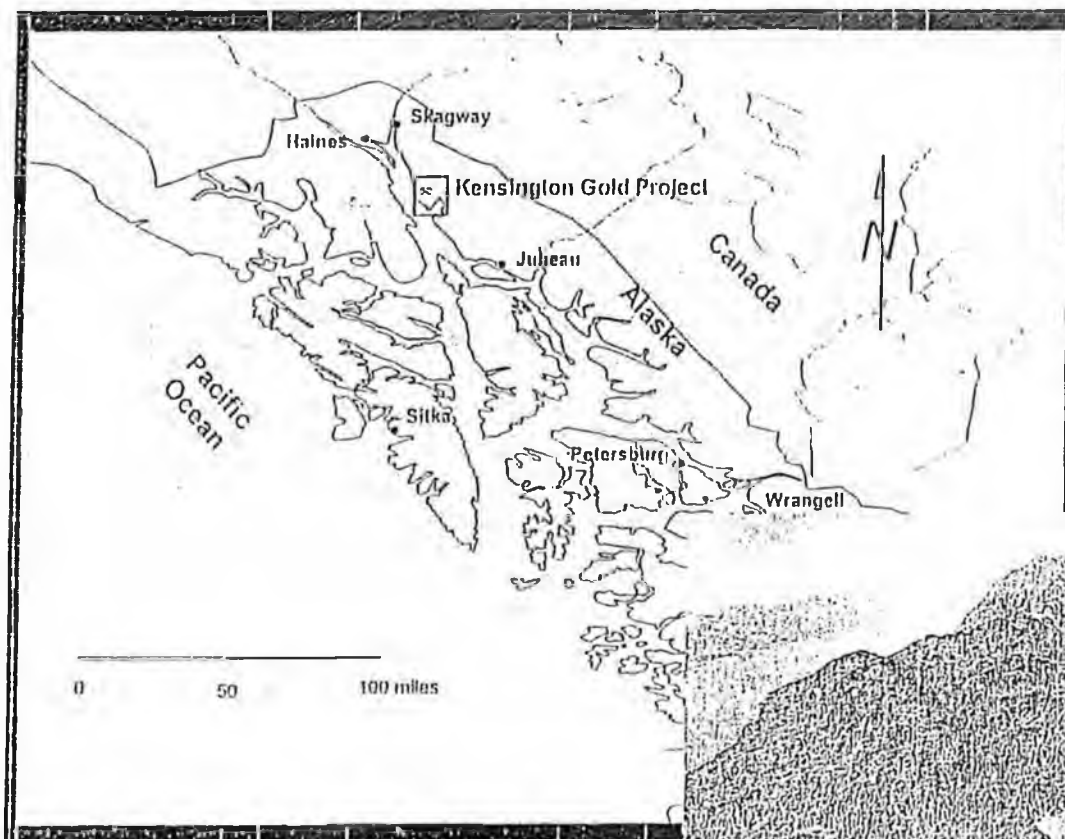 Skagway
Haines
Kensington Gold Project
Juneau
Canada
Alaska
N
Pacific
Ocean
Sitka
Petersburg
Wrangell
0 50 100 miles